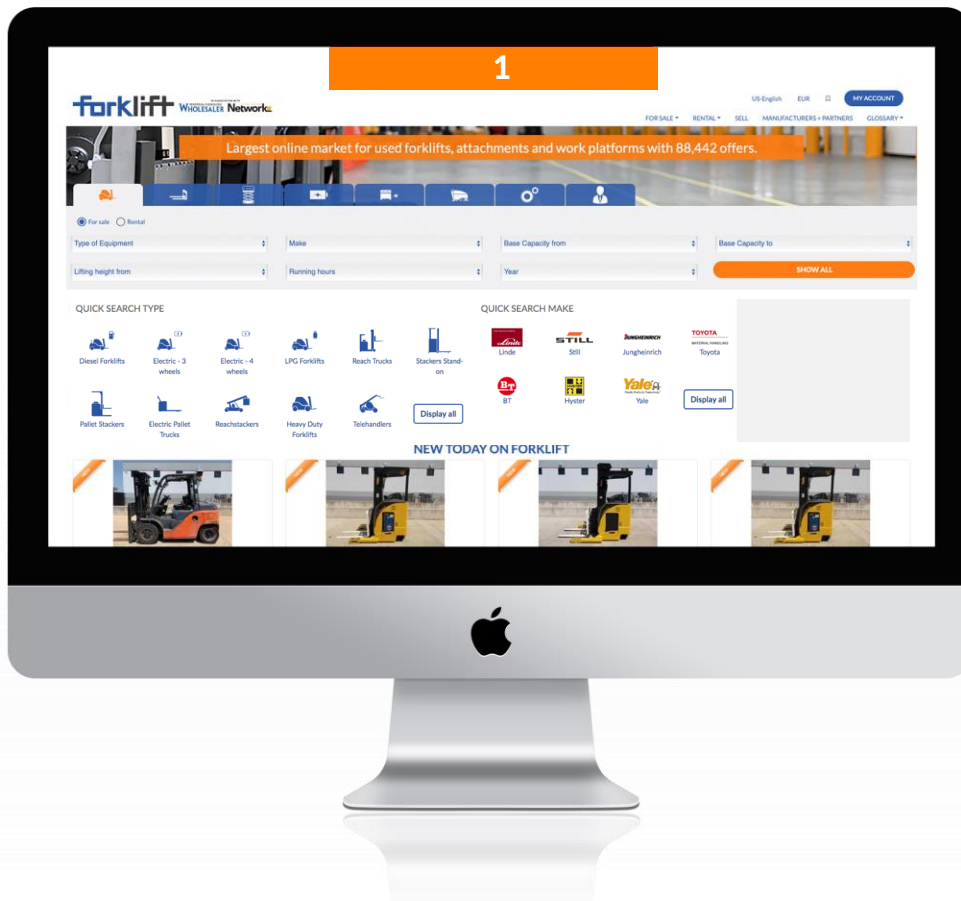 1
forklift
WHOLESALER Network
US-English EUR MY ACCOUNT
FOR SALE RENTAL SELL MANUFACTURERS + PARTNERS GLOSSARY
Largest online market for used forklifts, attachments and work platforms with 88,442 offers.
For sale Rental
Type of Equipment Make Base Capacity from Base Capacity to
Lifting height from Running hours Year SHOW ALL
QUICK SEARCH TYPE QUICK SEARCH MAKE
Linde STILL JUNGHEINRICH TOYOTA
MATERIAL HANDLING
Diesel Forklifts Electric - 3 wheels Electric - 4 wheels LPG Forklifts Reach Trucks Stackers Stand-on
Linde Still Jungheinrich Toyota
BT Yale
Pallet Stackers Electric Pallet Trucks Reachstackers Heavy Duty Forklifts Telehandlers Display all
BT Hyster Yale Display all
NEW TODAY ON FORKLIFT